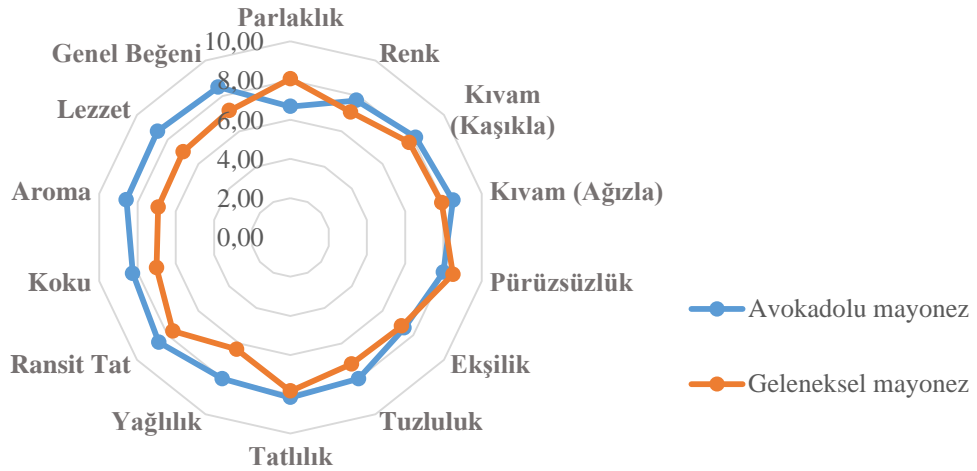 Parlaklık
10,00
Genel Beğeni
Renk
8,00
Kıvam
(Kaşıkla)
Lezzet
6,00
4,00
Aroma
Kıvam (Ağızla)
2,00
0,00
Koku
Pürüzsüzlük
Avokadolu mayonez
Ransit Tat
Ekşilik
Geleneksel mayonez
Yağlılık
Tuzluluk
Tatlılık